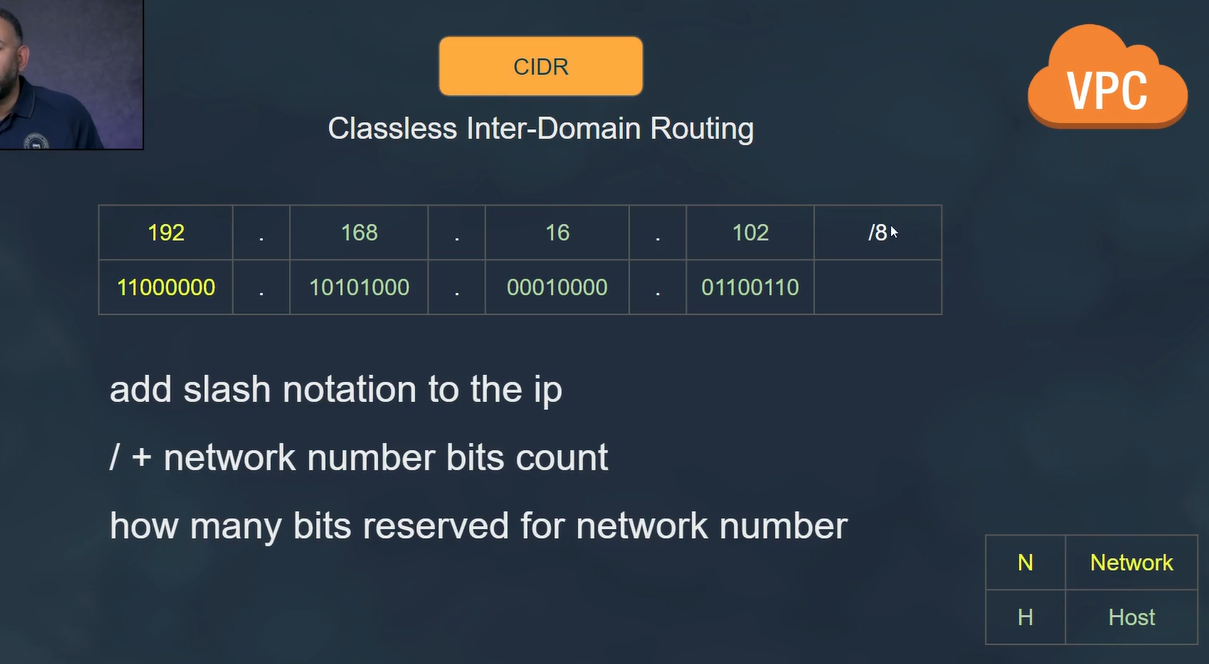 CIDR
VPC
Classless Inter-Domain Routing
192 . 168 . 16 . 102 /8
11000000 . 10101000 . 00010000 . 01100110
add slash notation to the ip
/ + network number bits count
how many bits reserved for network number
N Network
H Host